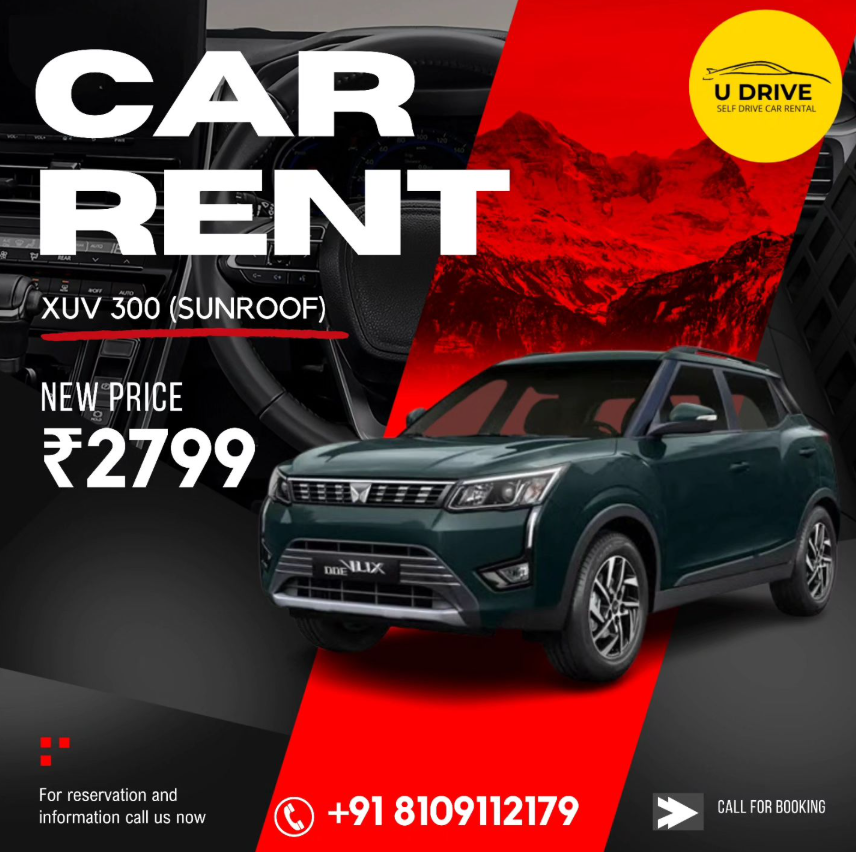 CAR
RENT
U DRIVE
SELF DRIVE CAR RENTAL
XUV 300 (SUNROOF)
NEW PRICE
₹2799
For reservation and
information call us now
+91 8109112179
CALL FOR BOOKING